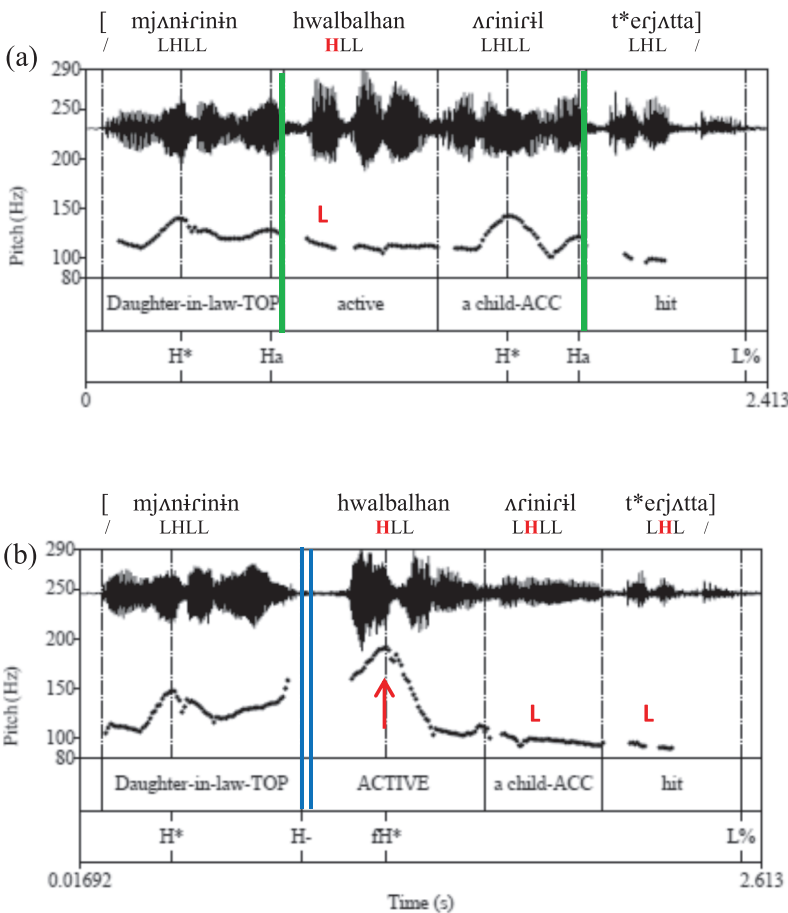 [ mjʌnɨɾinɨn hwalbalhan ʌɾiniɾɨl t*eɾjʌtta]
/ LHLL HLL LHLL LHL /
(a)
290
250
200
150
100
80
Pitch (Hz)
L
Daughter-in-law-TOP active a child-ACC hit
H* Ha H* Ha L%
0 2.413
[ mjʌnɨɾinɨn hwalbalhan ʌɾiniɾɨl t*eɾjʌtta]
/ LHLL HLL LHLL LHL /
(b)
290
250
200
150
100
80
Pitch (Hz)
L L
Daughter-in-law-TOP ACTIVE a child-ACC hit
H* H- fH* L%
0.01692 2.613
Time (s)